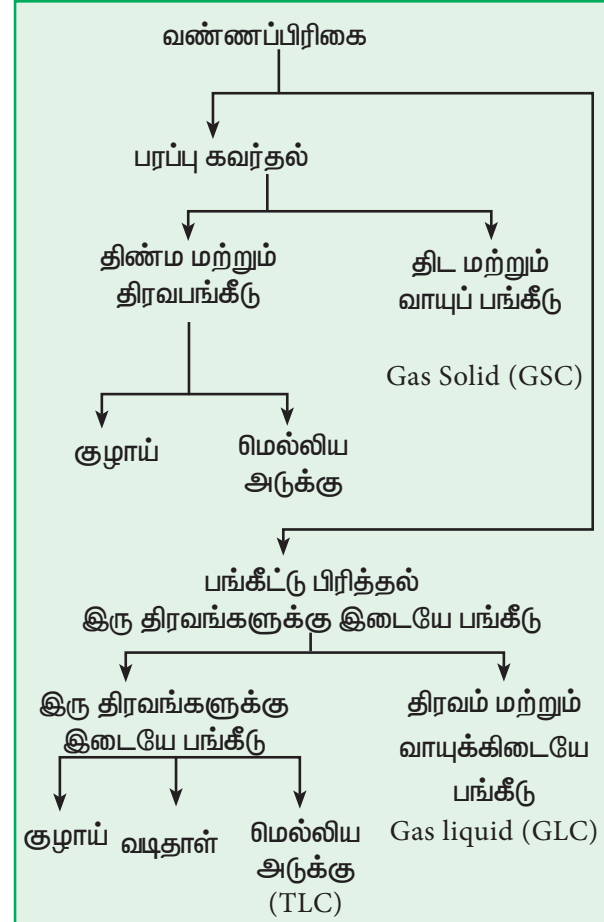 வண்ணப்பிரிகை
பரப்பு கவர்தல்
திண்ம மற்றும்
திரவபங்கீடு
திட மற்றும்
வாயுப் பங்கீடு
Gas Solid (GSC)
குழாய்
மெல்லிய
அடுக்கு
பங்கீட்டு பிரித்தல்
இரு திரவங்களுக்கு இடையே பங்கீடு
இரு திரவங்களுக்கு
இடையே பங்கீடு
திரவம் மற்றும்
வாயுக்கிடையே
பங்கீடு
Gas liquid (GLC)
குழாய்
வடிதாள்
மெல்லிய
அடுக்கு
(TLC)